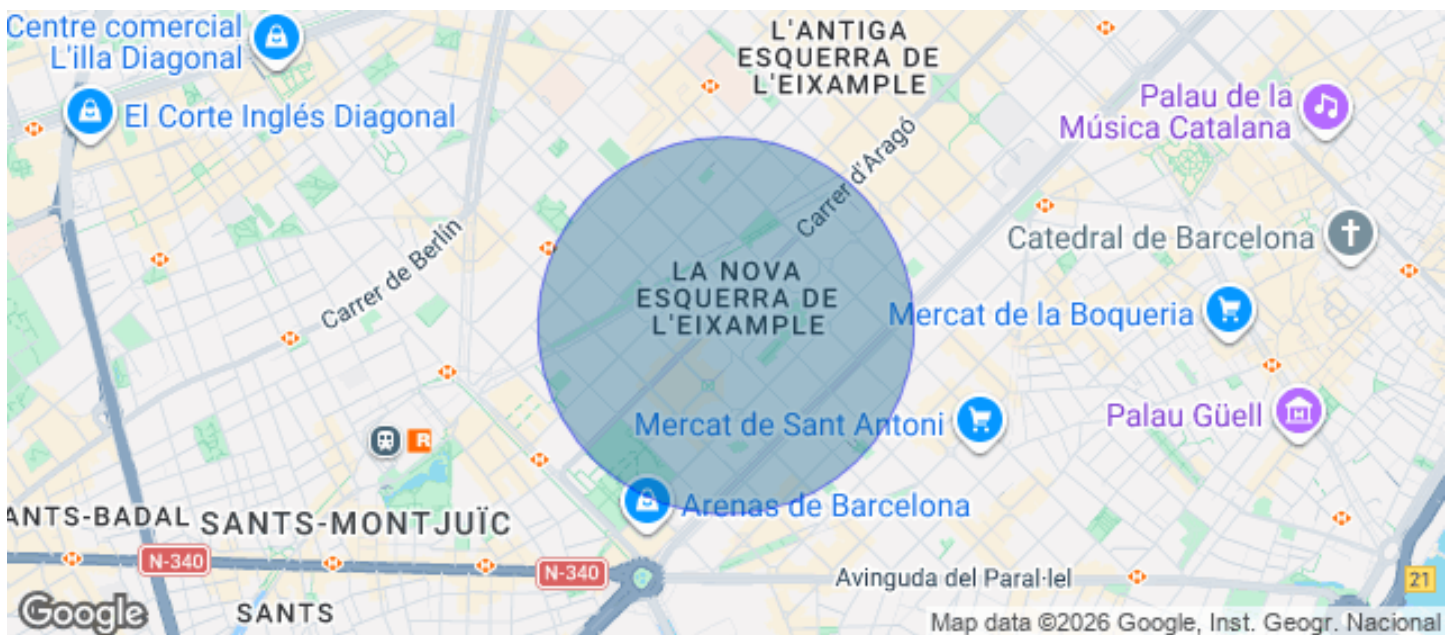 Centre comercial
L'illa Diagonal
El Corte Inglés Diagonal
L'ANTIGA
ESQUERRA DE
L'EIXAMPLE
Palau de la
Música Catalana
Carrer d'Aragó
Carrer de Berlín
Catedral de Barcelona
LA NOVA
ESQUERRA DE
L'EIXAMPLE
Mercat de la Boqueria
Mercat de Sant Antoni
Palau Güell
R
Arenas de Barcelona
ANTS-BADAL
SANTS-MONTJUÏC
N-340
N-340
Avinguda del Paral·lel
21
SANTS
Google
Map data ©2026 Google, Inst. Geogr. Nacional